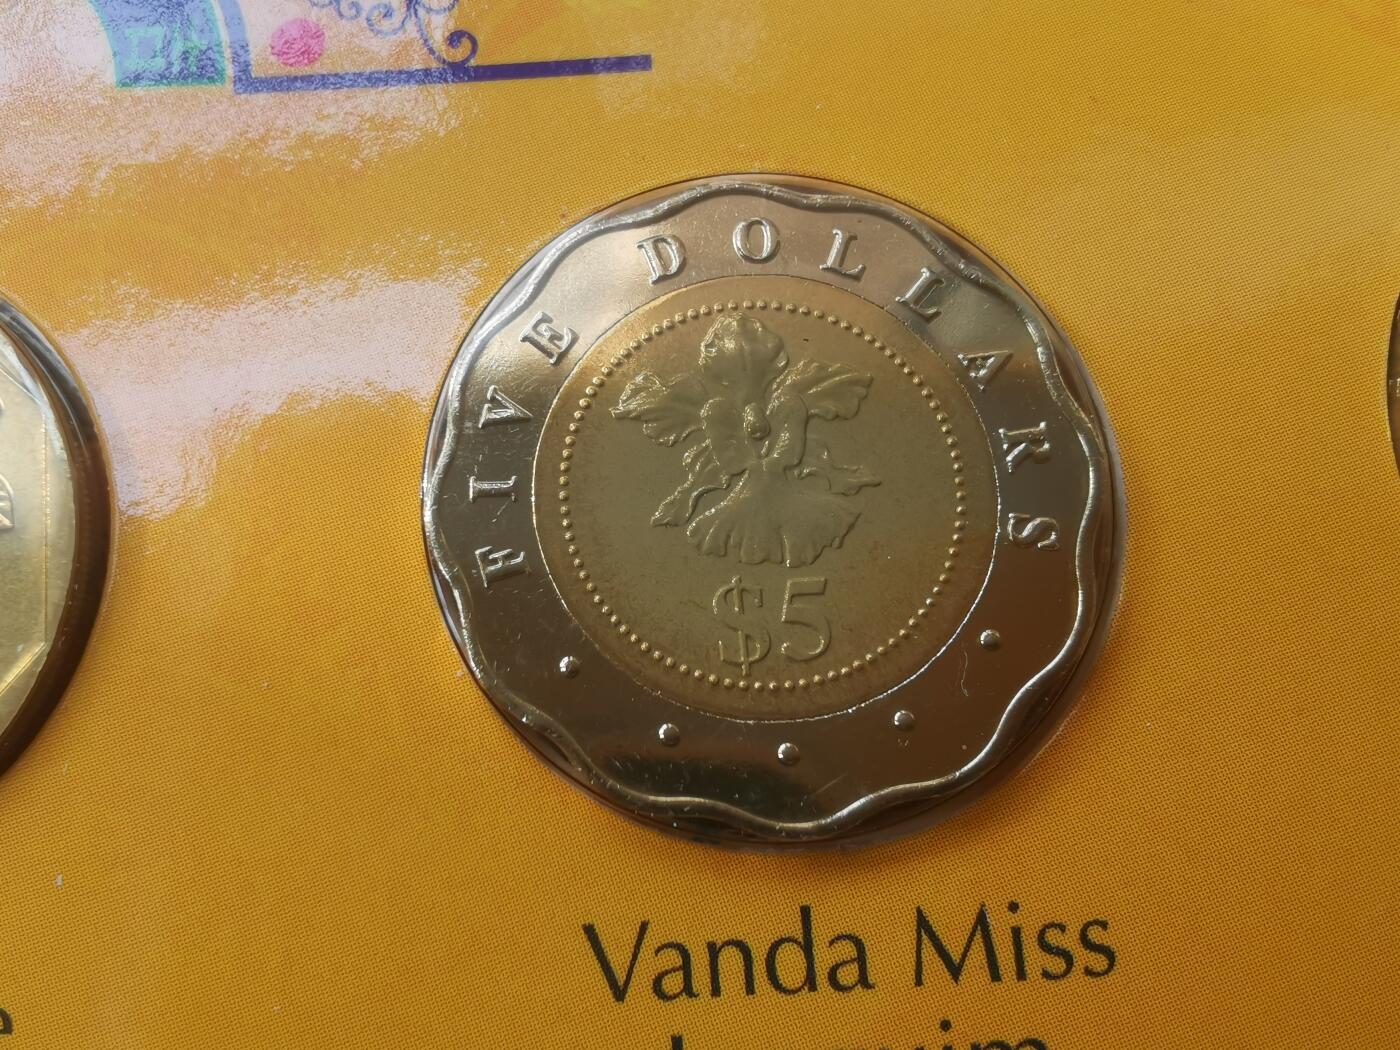 FIVE DOLLARS
$5
Vanda Miss